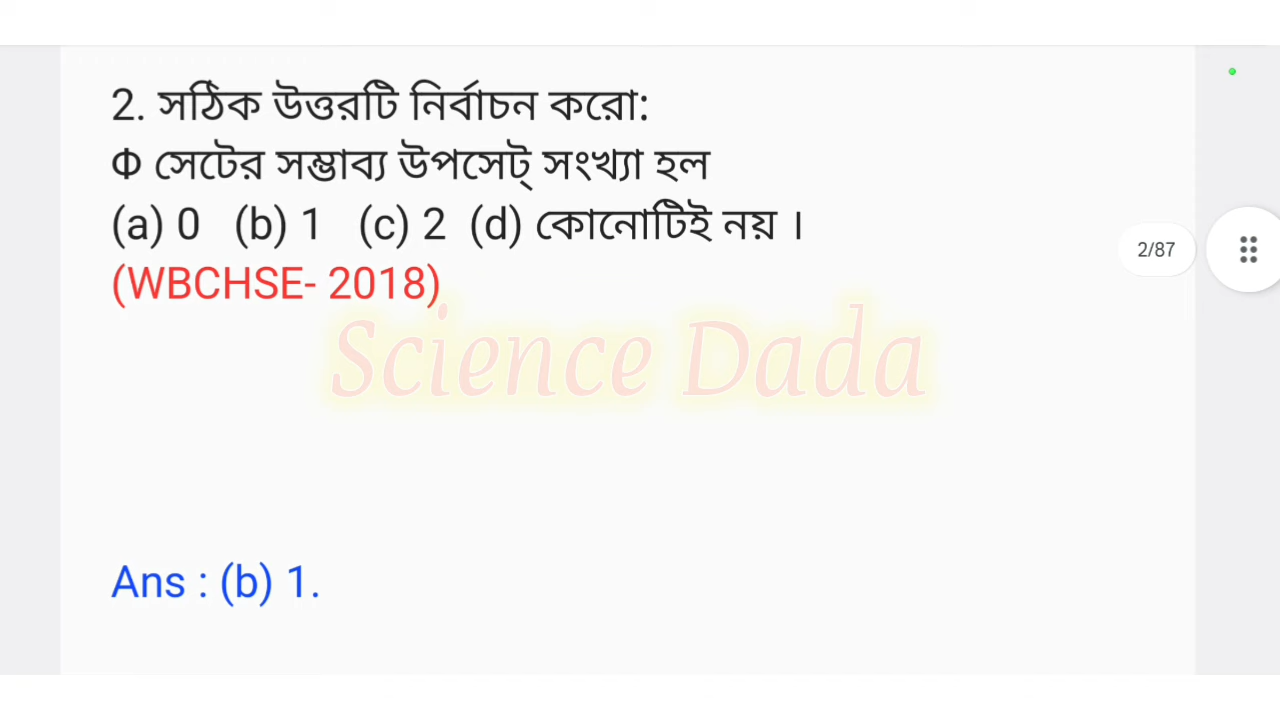 2. সঠিক উত্তরটি নির্বাচন করো:
Φ সেটের সম্ভাব্য উপসেট্ সংখ্যা হল
(a) 0 (b) 1 (c) 2 (d) কোনোটিই নয় ।
2/87
(WBCHSE- 2018)
Science Dada
Ans : (b) 1.